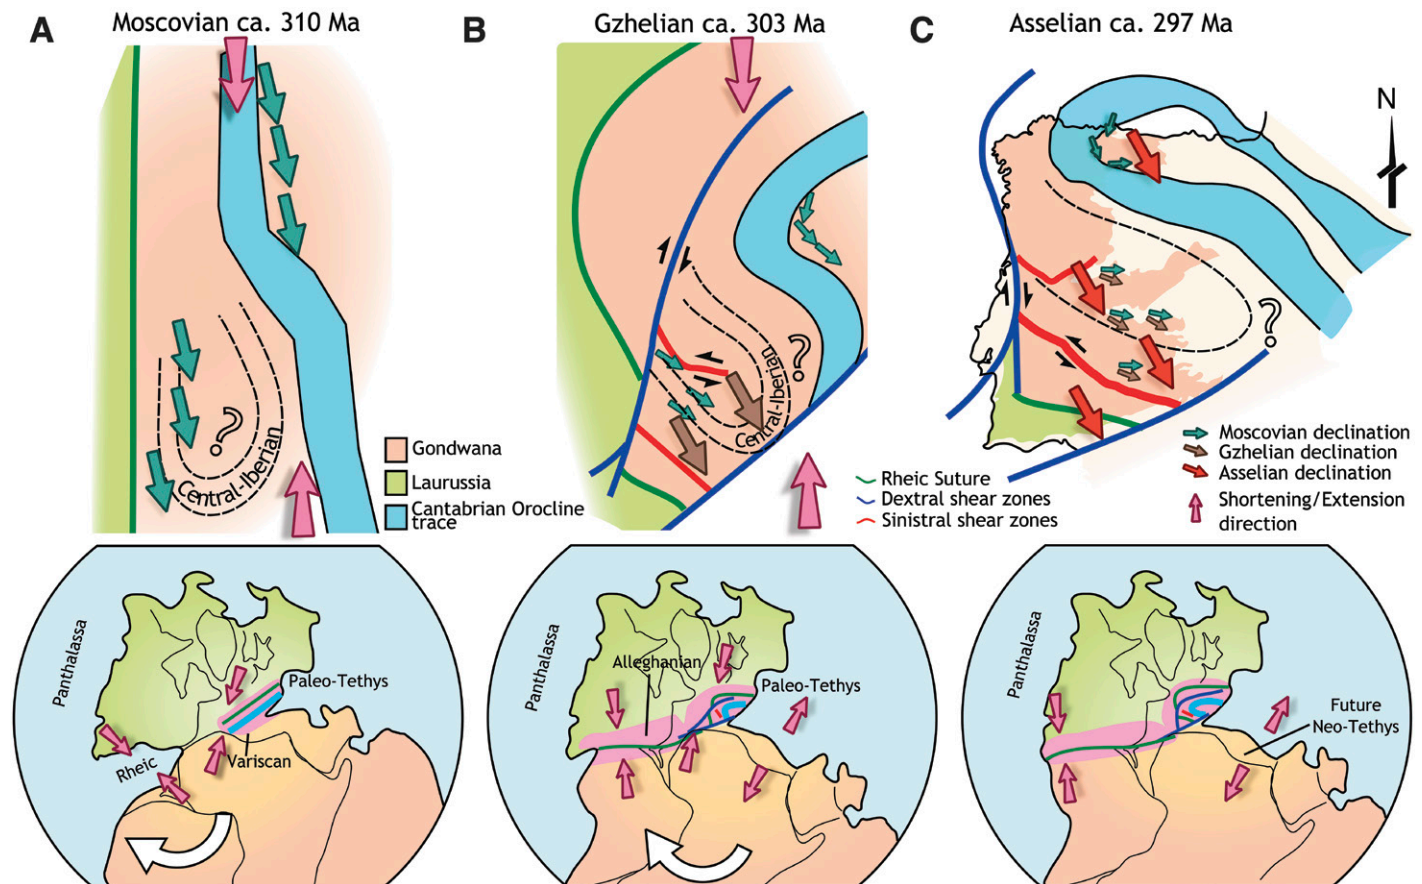 A
Moscovian ca. 310 Ma
B
Gzhelian ca. 303 Ma
C
Asselian ca. 297 Ma
N
?
Central-Iberian
?
Central-Iberian
?
Gondwana
Laurussia
Cantabrian Orocline
trace
Rheic Suture
Dextral shear zones
Sinistral shear zones
Moscovian declination
Gzhelian declination
Asselian declination
Shortening/Extension
direction
Panthalassa
Paleo-Tethys
Rheic
Variscan
Panthalassa
Alleghanian
Paleo-Tethys
Panthalassa
Future
Neo-Tethys